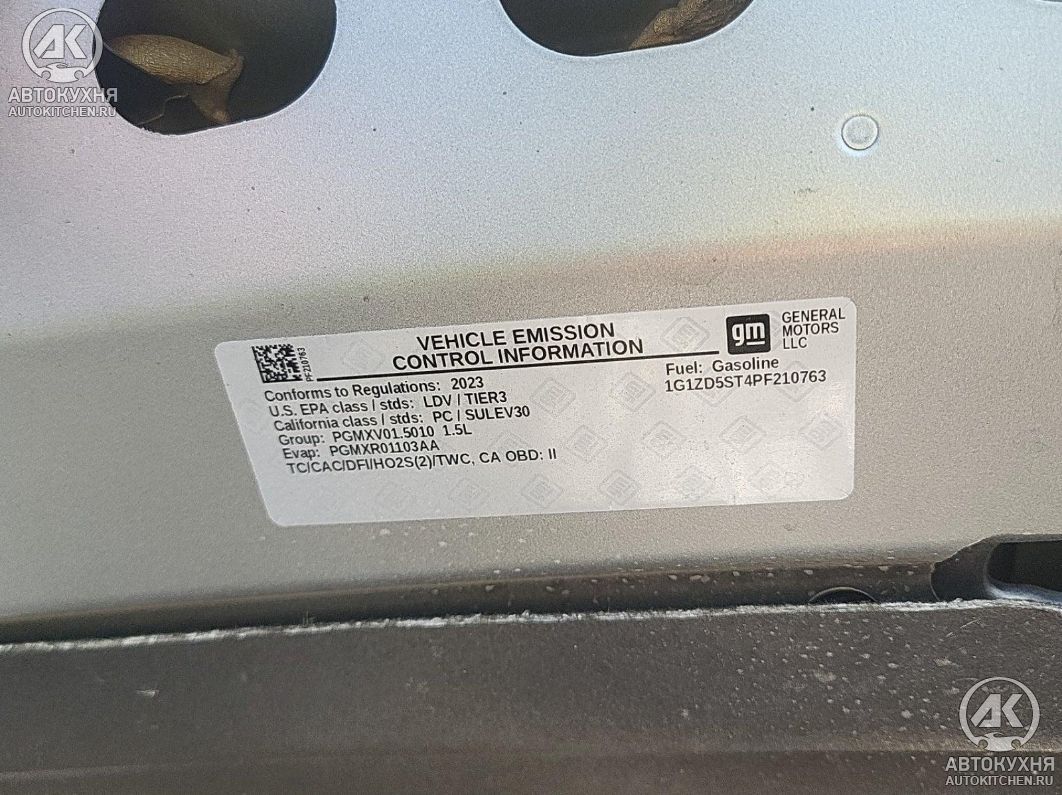 АВТОКУХНЯ
AUTOKITCHEN.RU
VEHICLE EMISSION
CONTROL INFORMATION
gm
GENERAL
MOTORS
LLC
PF210763
Conforms to Regulations: 2023
U.S. EPA class / stds: LDV / TIER3
California class / stds: PC / SULEV30
Group: PGMXV01.5010 1.5L
Evap: PGMXR01103AA
TC/CAC/DFI/HO2S(2)/TWC, CA OBD: II
Fuel: Gasoline
1G1ZD5ST4PF210763
АВТОКУХНЯ
AUTOKITCHEN.RU